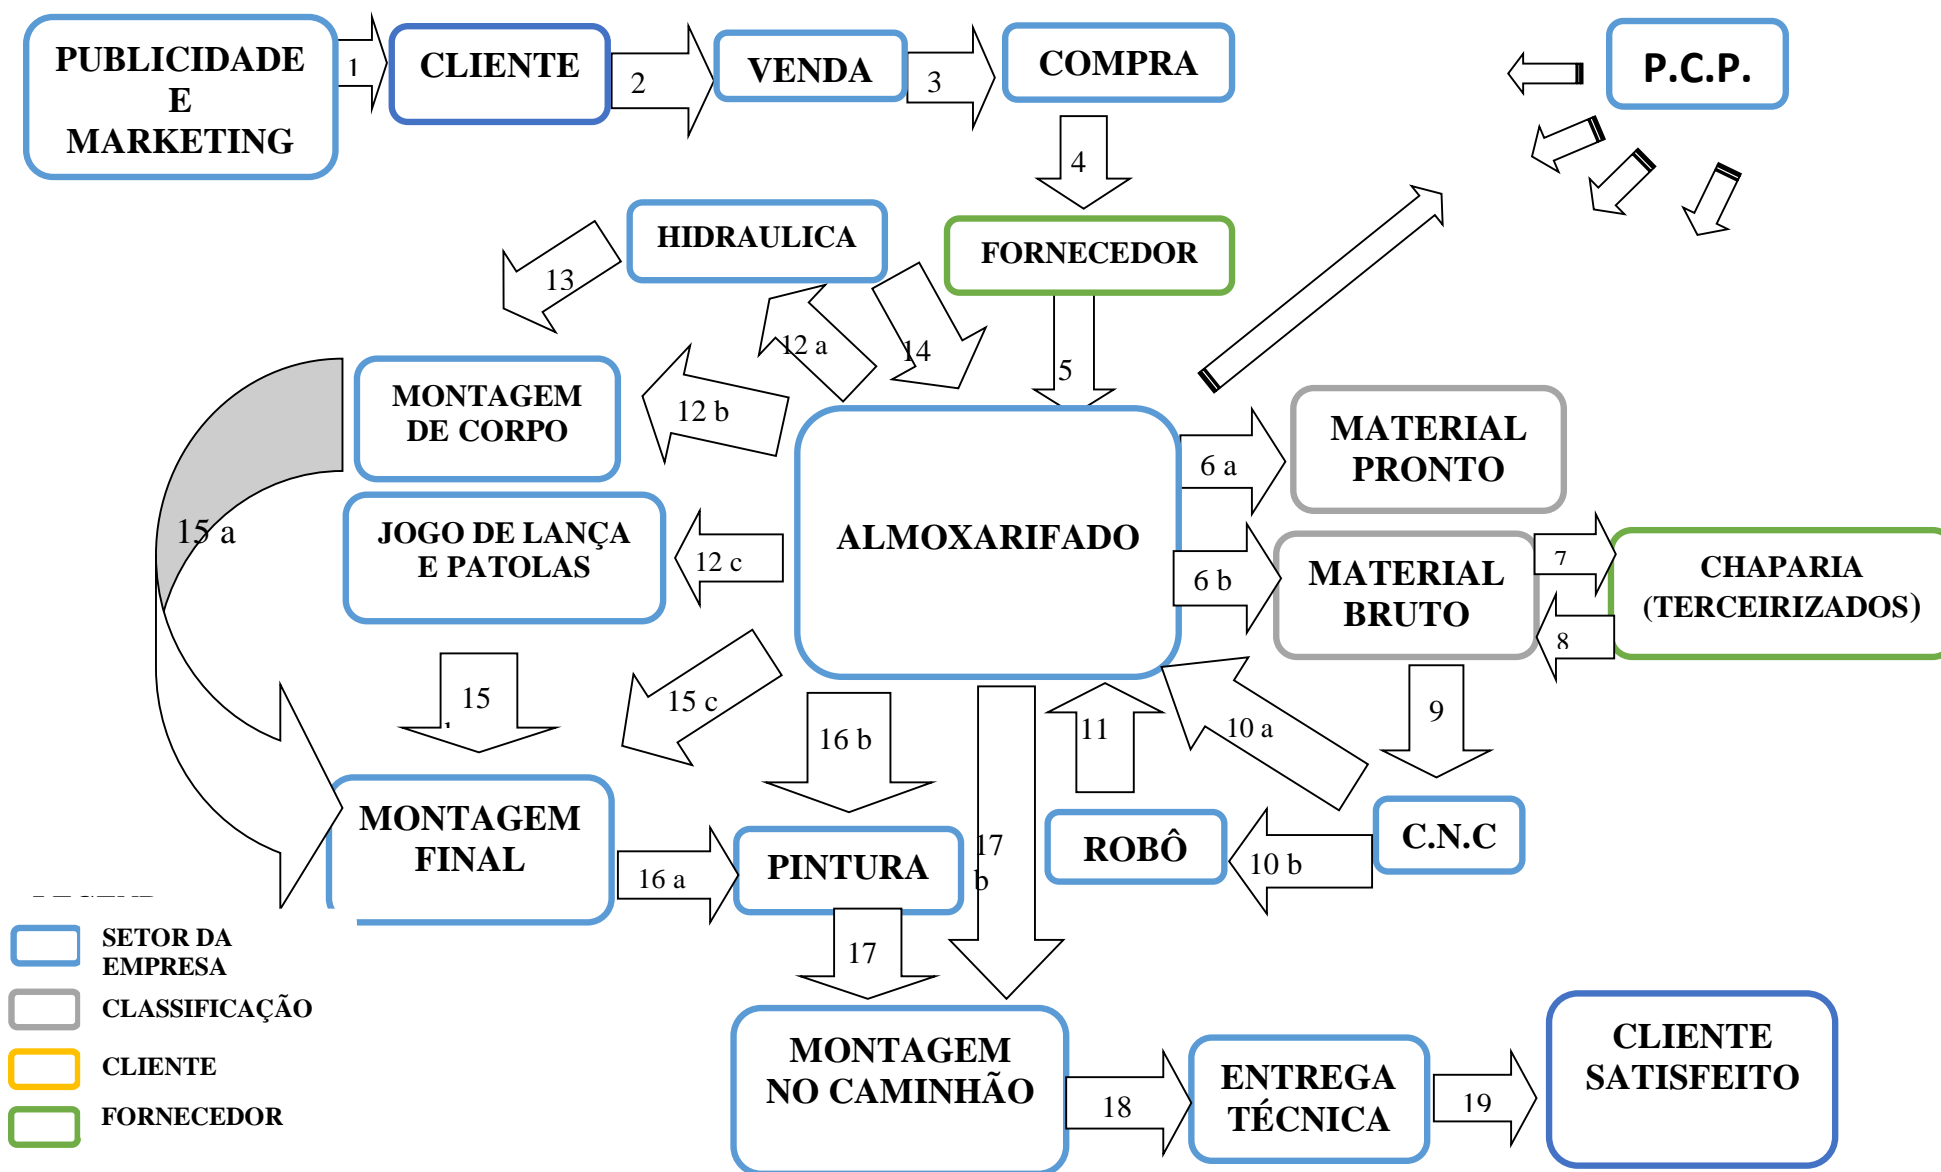 PUBLICIDADE
E
MARKETING
1
CLIENTE
2
VENDA
3
COMPRA
P.C.P.
4
HIDRAULICA
FORNECEDOR
13
12 a
14
5
MONTAGEM
DE CORPO
12 b
MATERIAL
PRONTO
6 a
15 a
JOGO DE LANÇA
E PATOLAS
12 c
ALMOXARIFADO
6 b
MATERIAL
BRUTO
7
8
CHAPARIA
(TERCEIRIZADOS)
15
15 c
16 b
11
10 a
9
MONTAGEM
FINAL
16 a
PINTURA
17
b
ROBÔ
10 b
C.N.C
17
SETOR DA
EMPRESA
CLASSIFICAÇÃO
CLIENTE
FORNECEDOR
MONTAGEM
NO CAMINHÃO
18
ENTREGA
TÉCNICA
19
CLIENTE
SATISFEITO